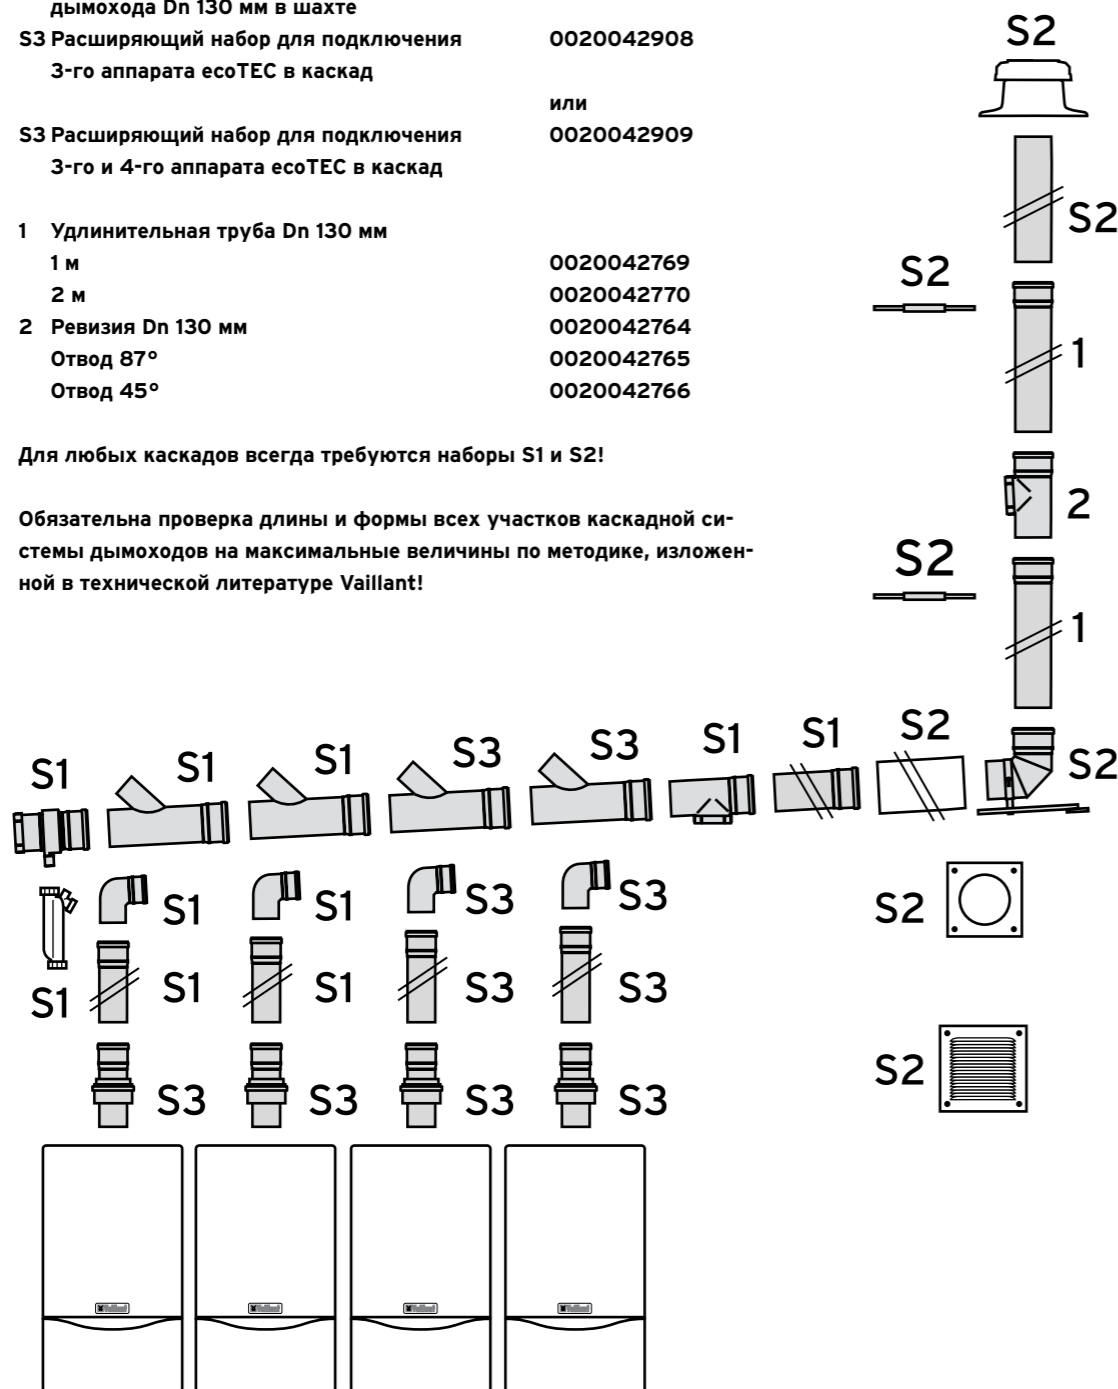 дымохода Dn 130 мм в шахте
S3 Расширяющий набор для подключения 0020042908
3-го аппарата ecoTEC в каскад
или
S3 Расширяющий набор для подключения 0020042909
3-го и 4-го аппарата ecoTEC в каскад
1 Удлинительная труба Dn 130 мм
1 м 0020042769
2 м 0020042770
2 Ревизия Dn 130 мм 0020042764
Отвод 87° 0020042765
Отвод 45° 0020042766
Для любых каскадов всегда требуются наборы S1 и S2!
Обязательна проверка длины и формы всех участков каскадной си-
стемы дымоходов на максимальные величины по методике, изложен-
ной в технической литературе Vaillant!
S2
S2
S2
1
2
S2
1
S1 S1 S1 S3 S3 S1 S1 S2 S2
S1 S1 S3 S3 S2
S1 S1 S1 S3 S3
S2
S3 S3 S3 S3
Vaillant Vaillant Vaillant Vaillant